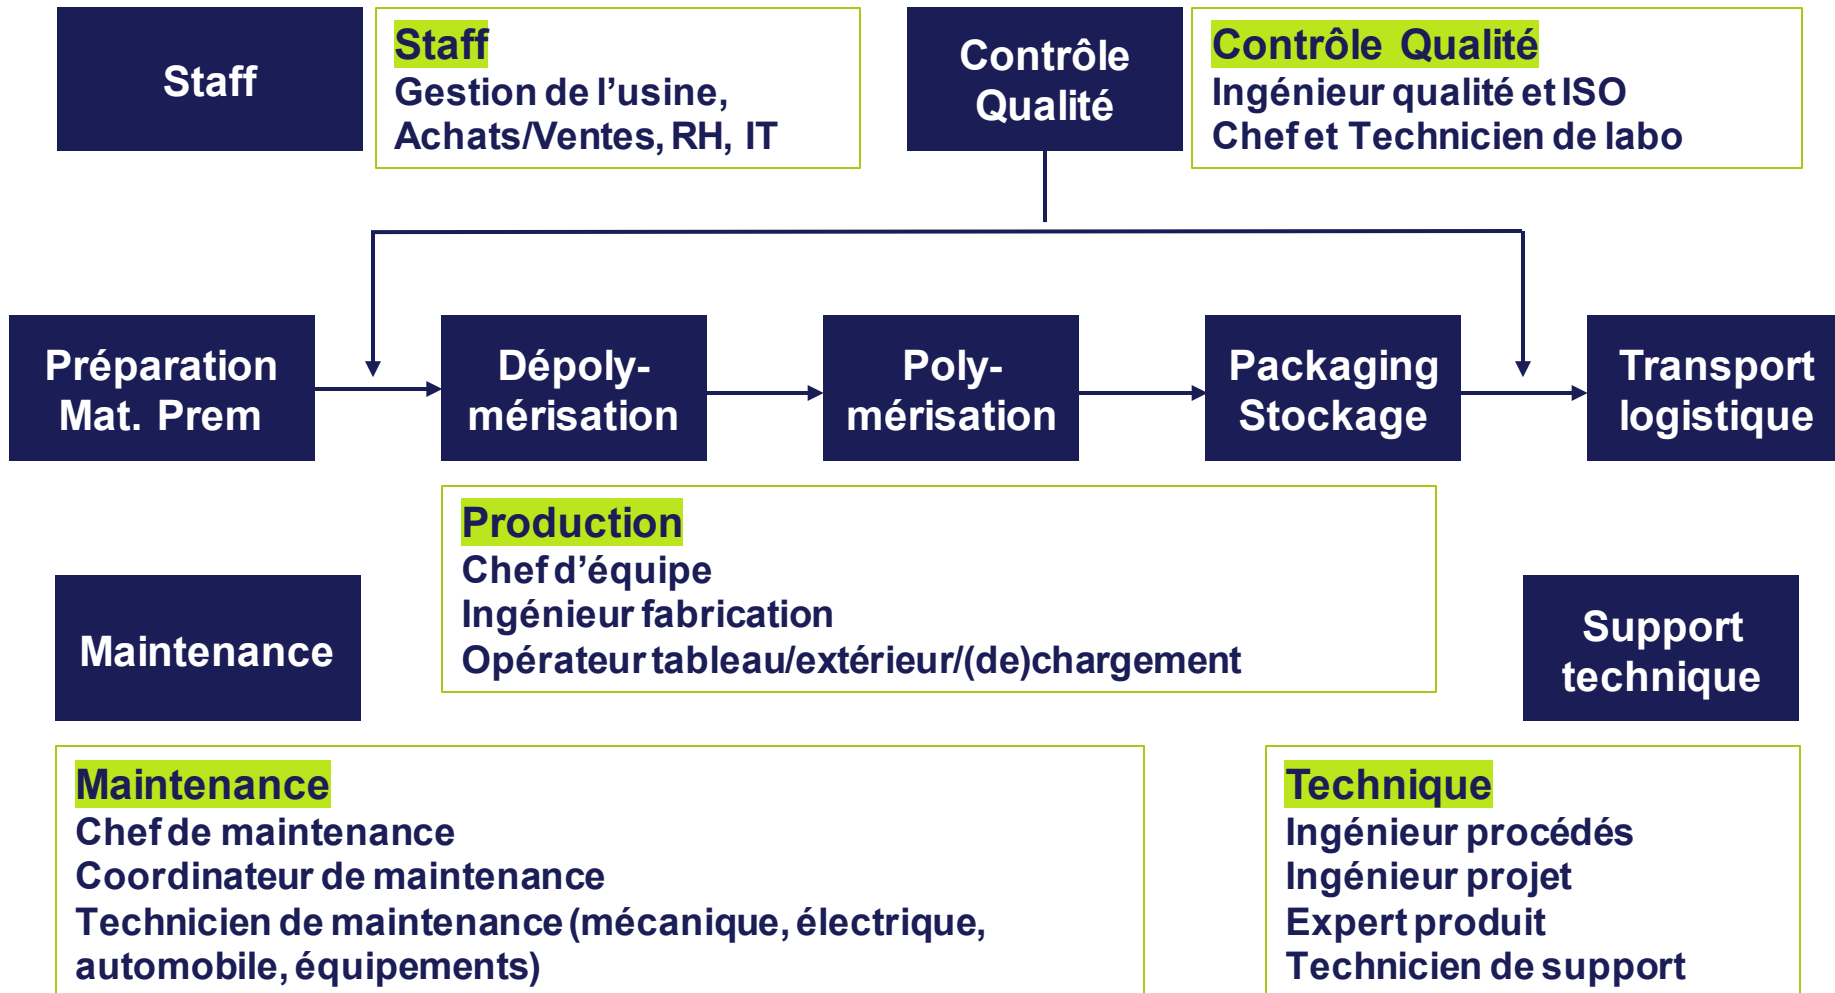 Staff
Staff
Gestion de l’usine,
Achats/Ventes, RH, IT
Contrôle
Qualité
Contrôle Qualité
Ingénieur qualité et ISO
Chef et Technicien de labo
Préparation
Mat. Prem
Dépoly-
mérisation
Poly-
mérisation
Packaging
Stockage
Transport
logistique
Production
Chef d’équipe
Ingénieur fabrication
Opérateur tableau/extérieur/(de)chargement
Maintenance
Support
technique
Maintenance
Chef de maintenance
Coordinateur de maintenance
Technicien de maintenance (mécanique, électrique,
automobile, équipements)
Technique
Ingénieur procédés
Ingénieur projet
Expert produit
Technicien de support